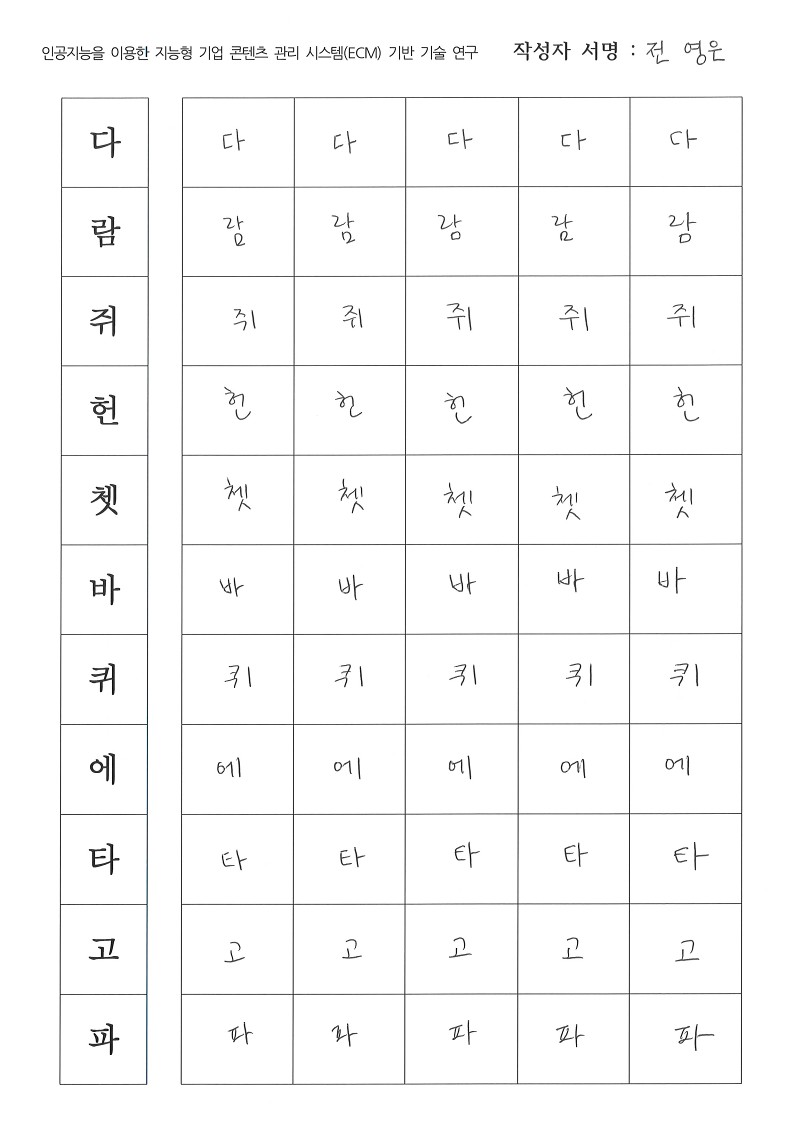 인공지능을 이용한 지능형 기업 콘텐츠 관리 시스템(ECM) 기반 기술 연구 작성자 서명 : 전 영은
다 다 다 다 다 다
람 람 람 람 람 람
쥐 쥐 쥐 쥐 쥐 쥐
헌 헌 헌 헌 헌 헌
쳇 쳇 쳇 쳇 쳇 쳇
바 바 바 바 바 바
퀴 퀴 퀴 퀴 퀴 퀴
에 에 에 에 에 에
타 타 타 타 타 타
고 고 고 고 고 고
파 파 파 파 파 파